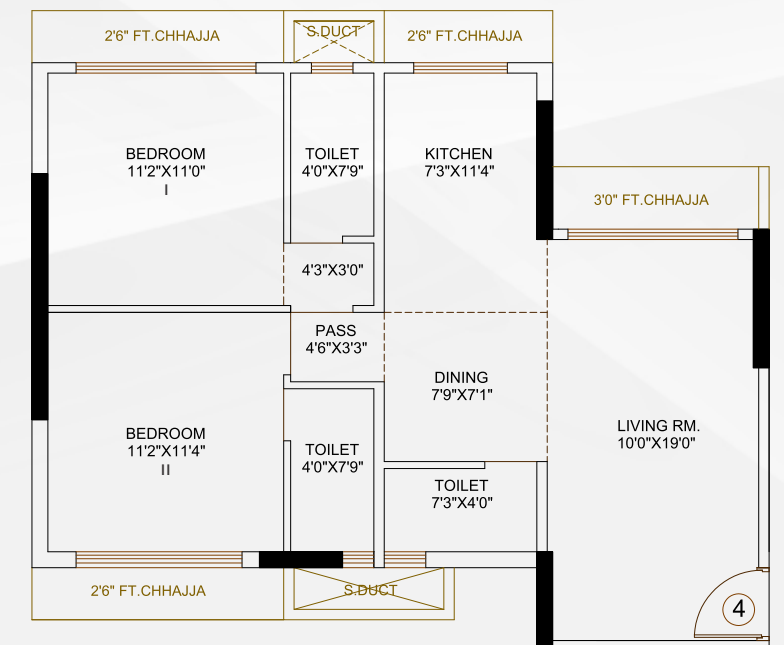 2'6" FT.CHHAJJA
S.DUCT
2'6" FT.CHHAJJA
BEDROOM
11'2"X11'0"
I
TOILET
4'0"X7'9"
KITCHEN
7'3"X11'4"
3'0" FT.CHHAJJA
4'3"X3'0"
PASS
4'6"X3'3"
DINING
7'9"X7'1"
BEDROOM
11'2"X11'4"
II
TOILET
4'0"X7'9"
LIVING RM.
10'0"X19'0"
TOILET
7'3"X4'0"
2'6" FT.CHHAJJA
S.DUCT
4